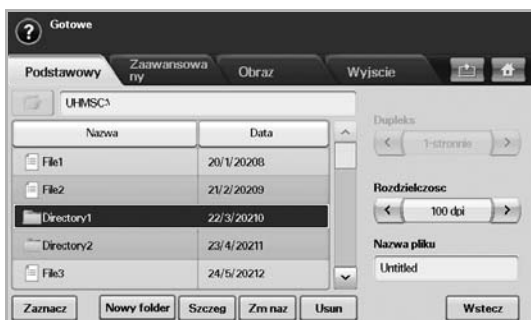 Gotowe
Podstawowy
Zaawansowa
ny
Obraz
Wyjscie
UHMSC:\
Nazwa
Data
File1
20/1/20208
File2
21/2/20209
Directory1
22/3/20210
Directory2
23/4/20211
File3
24/5/20212
Dupleks
1-stronnie
Rozdzielczosc
100 dpi
Nazwa pliku
Untitled
Zaznacz
Nowy folder
Szczeg
Zm naz
Usun
Wstecz